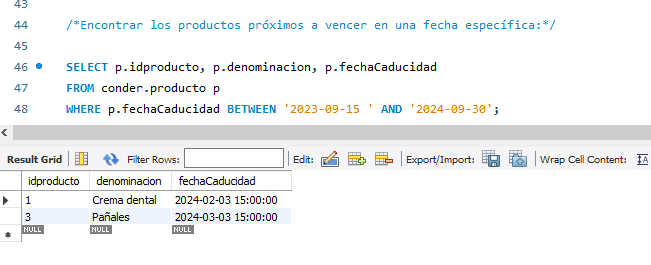 43
44 /*Encontrar los productos próximos a vencer en una fecha específica:*/
45
46 SELECT p.idproducto, p.denominacion, p.fechaCaducidad
47 FROM conder.producto p
48 WHERE p.fechaCaducidad BETWEEN '2023-09-15 ' AND '2024-09-30';
Result Grid Filter Rows: Edit: Export/Import: Wrap Cell Content: IA
idproducto denominacion fechaCaducidad
1 Crema dental 2024-02-03 15:00:00
3 Pañales 2024-03-03 15:00:00
NULL NULL NULL